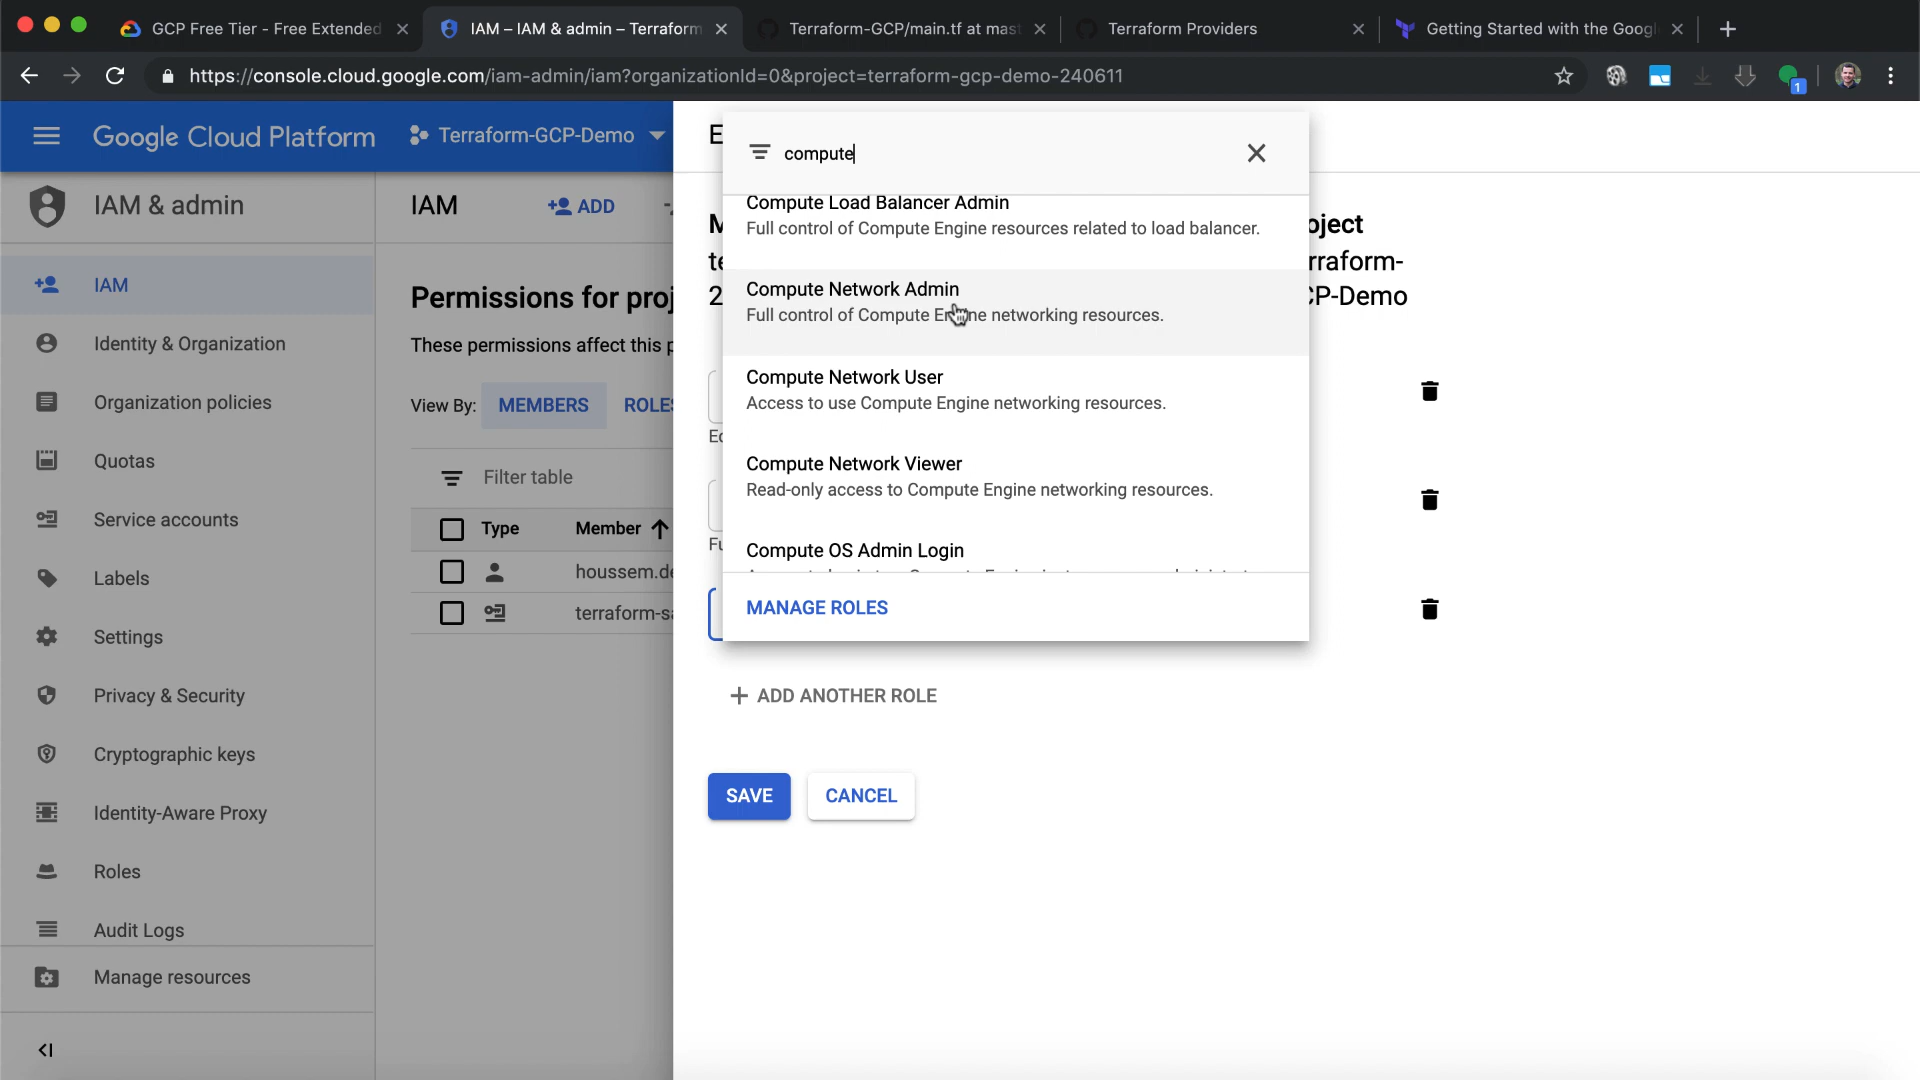 GCP Free Tier - Free Extended
IAM – IAM & admin – Terraform
Terraform-GCP/main.tf at mast
Terraform Providers
Getting Started with the Googl
https://console.cloud.google.com/iam-admin/iam?organizationId=0&project=terraform-gcp-demo-240611
1
Google Cloud Platform
Terraform-GCP-Demo
E
compute
IAM & admin
IAM
ADD
IAM
Identity & Organization
Organization policies
Quotas
Service accounts
Labels
Settings
Privacy & Security
Cryptographic keys
Identity-Aware Proxy
Roles
Audit Logs
Manage resources
Permissions for proj
These permissions affect this p
View By:
MEMBERS
ROLES
Filter table
Type
Member
houssem.de
terraform-sa
M
te
2
oject
rraform-
CP-Demo
Ed
Fu
Compute Load Balancer Admin
Full control of Compute Engine resources related to load balancer.
Compute Network Admin
Full control of Compute Engine networking resources.
Compute Network User
Access to use Compute Engine networking resources.
Compute Network Viewer
Read-only access to Compute Engine networking resources.
Compute OS Admin Login
MANAGE ROLES
ADD ANOTHER ROLE
SAVE
CANCEL